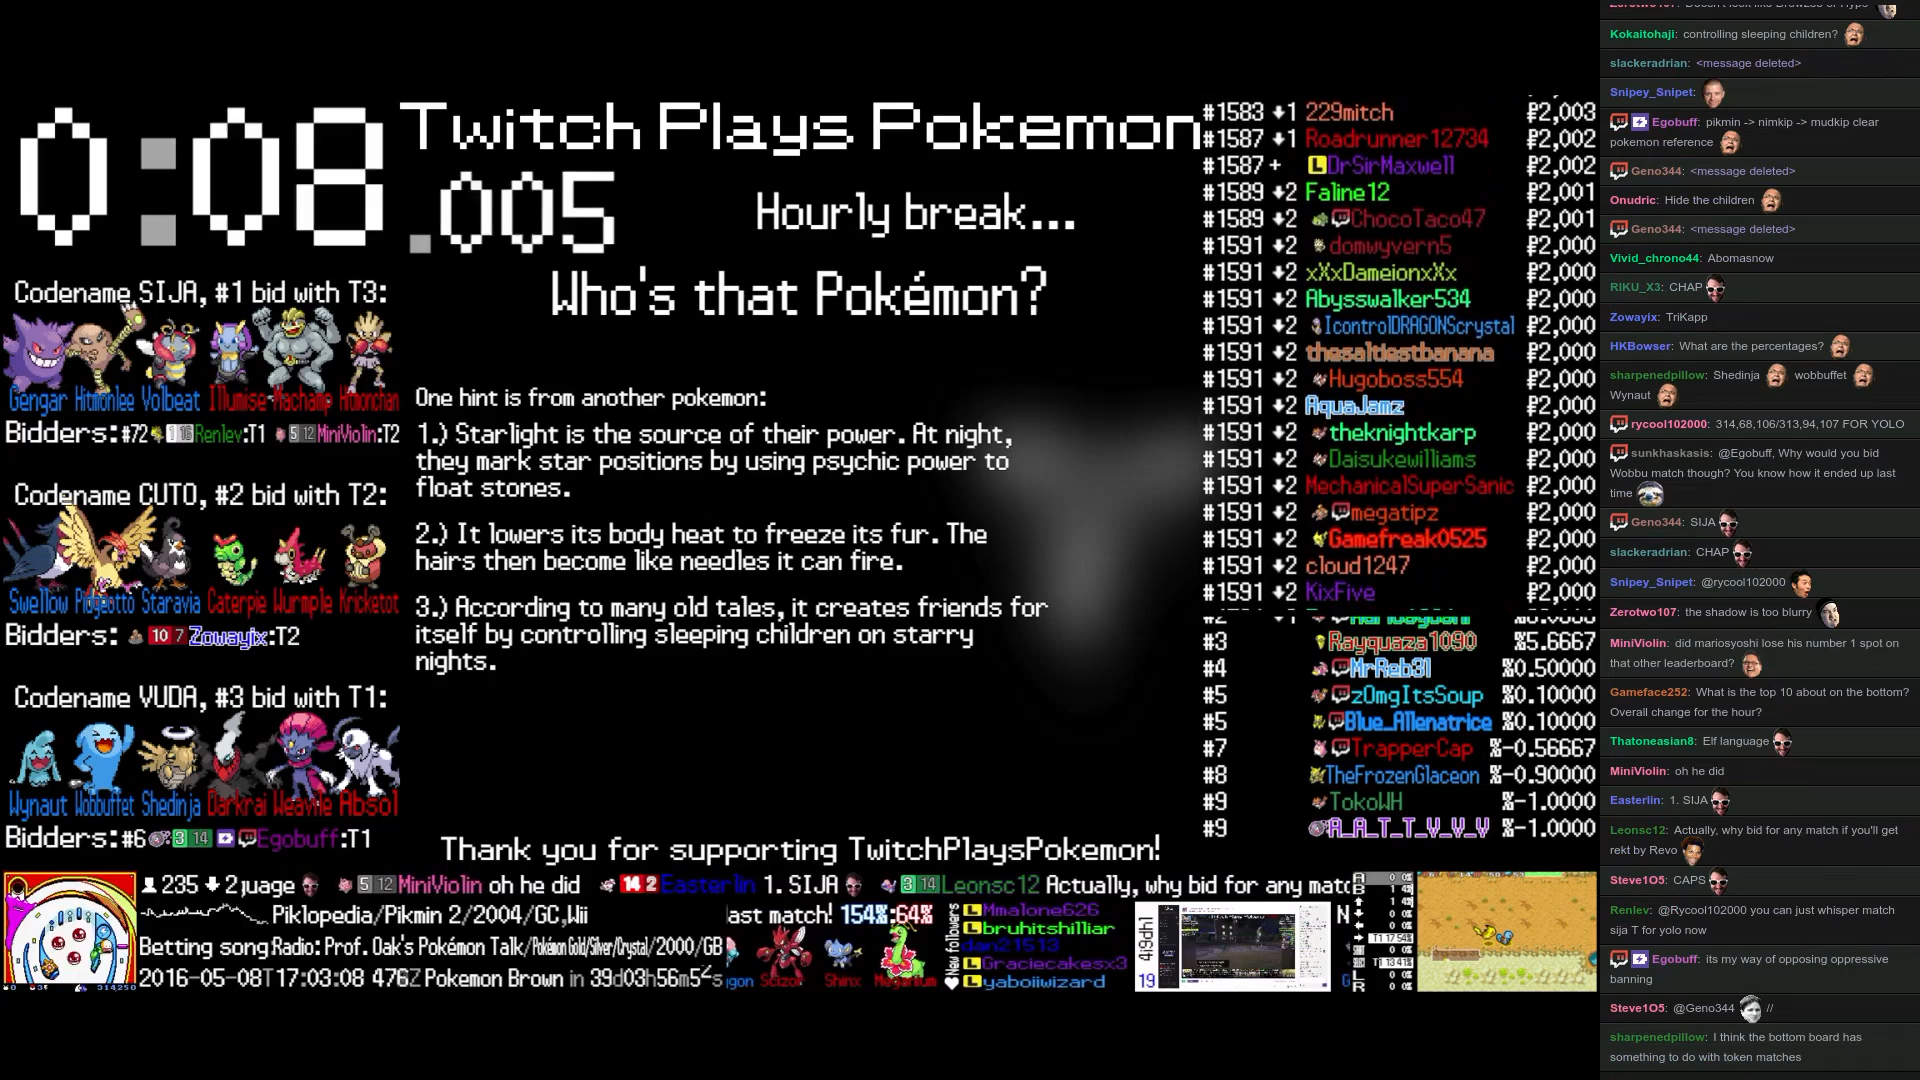 0:08.005
Twitch Plays Pokemon
Hourly break...
Who's that Pokémon?
Codename SIJA, #1 bid with T3:
Gengar Hitmonlee Volbeat Illumise Machamp Hitmonchan
Bidders: #72 1 16 Renlev:T1 5 12 MiniViolin:T2
Codename CUTO, #2 bid with T2:
Swellow Pidgeotto Staravia Caterpie Wurmple Kricketot
Bidders: 10 7 Zowayix:T2
Codename VUDA, #3 bid with T1:
Wynaut Wobbuffet Shedinja Darkrai Weavile Absol
Bidders: #6 3 14 Egobuff:T1
One hint is from another pokemon:
1.) Starlight is the source of their power. At night,
they mark star positions by using psychic power to
float stones.
2.) It lowers its body heat to freeze its fur. The
hairs then become like needles it can fire.
3.) According to many old tales, it creates friends for
itself by controlling sleeping children on starry
nights.
Thank you for supporting TwitchPlaysPokemon!
#1583 ↓1 229mitch ₽2,003
#1587 ↓1 Roadrunner12734 ₽2,002
#1587 + L DrSirMaxwell ₽2,002
#1589 ↓2 Faline12 ₽2,001
#1589 ↓2 ChocoTaco47 ₽2,001
#1591 ↓2 domwyvern5 ₽2,000
#1591 ↓2 xXxDameionxXx ₽2,000
#1591 ↓2 Abysswalker534 ₽2,000
#1591 ↓2 IcontrolDRAGONScrystal ₽2,000
#1591 ↓2 thesaltiestbanana ₽2,000
#1591 ↓2 Hugoboss554 ₽2,000
#1591 ↓2 AquaJamz ₽2,000
#1591 ↓2 theknightkarp ₽2,000
#1591 ↓2 Daisukewilliams ₽2,000
#1591 ↓2 MechanicalSuperSanic ₽2,000
#1591 ↓2 megatipz ₽2,000
#1591 ↓2 Gamefreak0525 ₽2,000
#1591 ↓2 cloud1247 ₽2,000
#1591 ↓2 KixFive ₽2,000
#3 Rayquaza1090 %5.6667
#4 MrReb3l %0.50000
#5 z0mgItsSoup %0.10000
#5 Blue_Allenatrice %0.10000
#7 TrapperCap %-0.56667
#8 TheFrozenGlaceon %-0.90000
#9 TokoWH %-1.0000
#9 A_A_T_T_V_V_V %-1.0000
235 ↓ 2 juage 5 12 MiniViolin oh he did 14 2 Easterlin 1. SIJA 3 14 Leonsc12 Actually, why bid for any matc
Piklopedia/Pikmin 2/2004/GC,Wii
Betting song: Radio: Prof. Oak's Pokémon Talk/Pokémon Gold/Silver/Crystal/2000/GB
2016-05-08T17:03:08 476Z Pokemon Brown in 39d03h56m5
last match! 154%:64%
igon Scizor Shinx Meganium
New followers
L Mmalone626
L bruhitshilliar
dan21513
L Graciecakesx3
L yaboiiwizard
4i9dh1
19
N
314250
Kokaitohaji: controlling sleeping children?
slackeradrian: <message deleted>
Snipey_Snipet:
Egobuff: pikmin -> nimkip -> mudkip clear
pokemon reference
Geno344: <message deleted>
Onudric: Hide the children
Geno344: <message deleted>
Vivid_chrono44: Abomasnow
RIKU_X3: CHAP
Zowayix: TriKapp
HKBowser: What are the percentages?
sharpenedpillow: Shedinja wobbuffet
Wynaut
rycool102000: 314,68,106/313,94,107 FOR YOLO
sunkhaskasis: @Egobuff, Why would you bid
Wobbu match though? You know how it ended up last
time
Geno344: SIJA
slackeradrian: CHAP
Snipey_Snipet: @rycool102000
Zerotwo107: the shadow is too blurry
MiniViolin: did mariosyoshi lose his number 1 spot on
that other leaderboard?
Gameface252: What is the top 10 about on the bottom?
Overall change for the hour?
Thatoneasian8: Elf language
MiniViolin: oh he did
Easterlin: 1. SIJA
Leonsc12: Actually, why bid for any match if you'll get
rekt by Revo
Steve1O5: CAPS
Renlev: @Rycool102000 you can just whisper match
sija T for yolo now
Egobuff: its my way of opposing oppressive
banning
Steve1O5: @Geno344 //
sharpenedpillow: I think the bottom board has
something to do with token matches